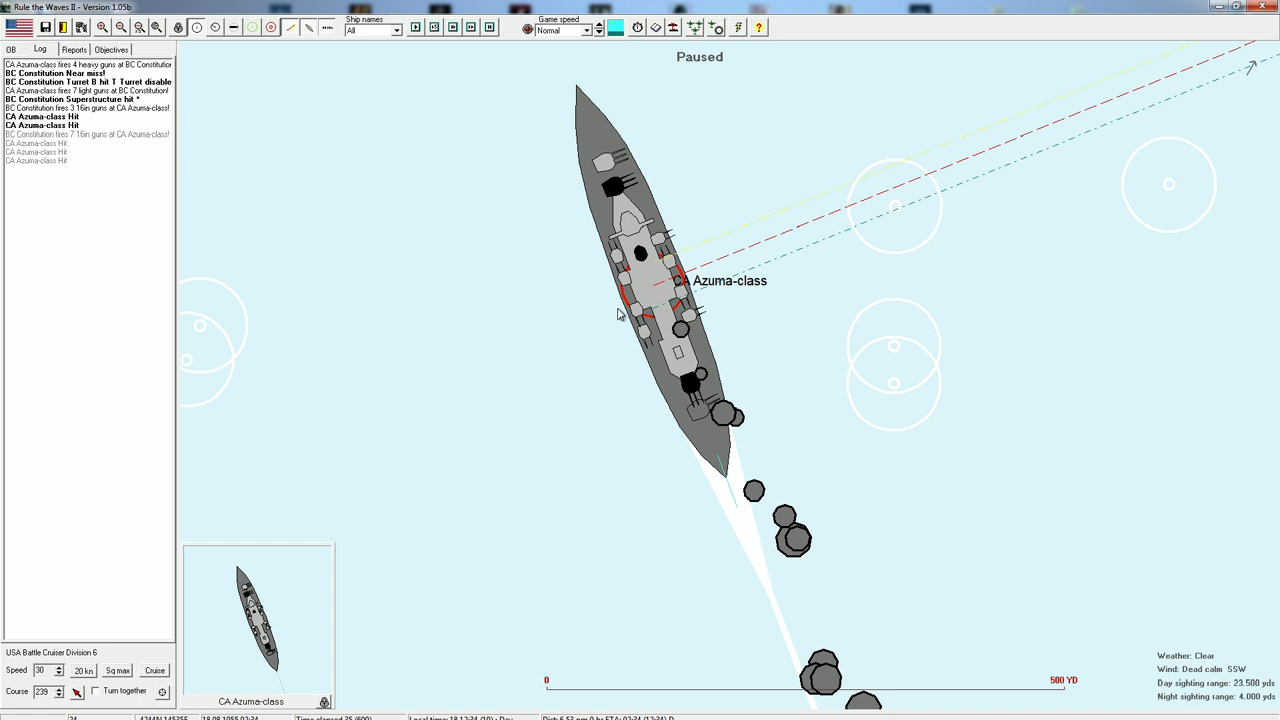 Rule the Waves II - Version 1.05b
Ship names
All
Game speed
Normal
OB
Log
Reports
Objectives
Paused
CA Azuma-class fires 4 heavy guns at BC Constitution
BC Constitution Near miss!
BC Constitution Turret B hit T Turret disable
CA Azuma-class fires 7 light guns at BC Constitution!
BC Constitution Superstructure hit *
BC Constitution fires 3 16in guns at CA Azuma-class!
CA Azuma-class Hit
CA Azuma-class Hit
BC Constitution fires 7 16in guns at CA Azuma-class!
CA Azuma-class Hit
CA Azuma-class Hit
CA Azuma-class Hit
CA Azuma-class
USA Battle Cruiser Division 6
Speed
30
20 kn
Sq max
Cruise
Course
239
Turn together
CA Azuma-class
0
500 YD
Weather: Clear
Wind: Dead calm SSW
Day sighting range: 23.500 yds
Night sighting range: 4.000 yds